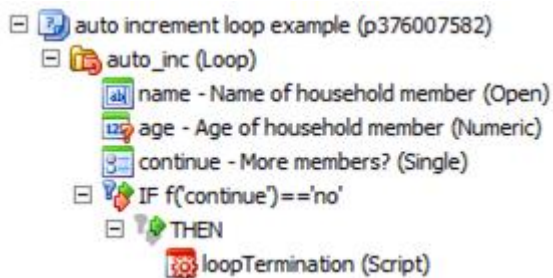 auto increment loop example (p376007582)
auto_inc (Loop)
name - Name of household member (Open)
age - Age of household member (Numeric)
continue - More members? (Single)
IF f('continue')=='no'
THEN
loopTermination (Script)